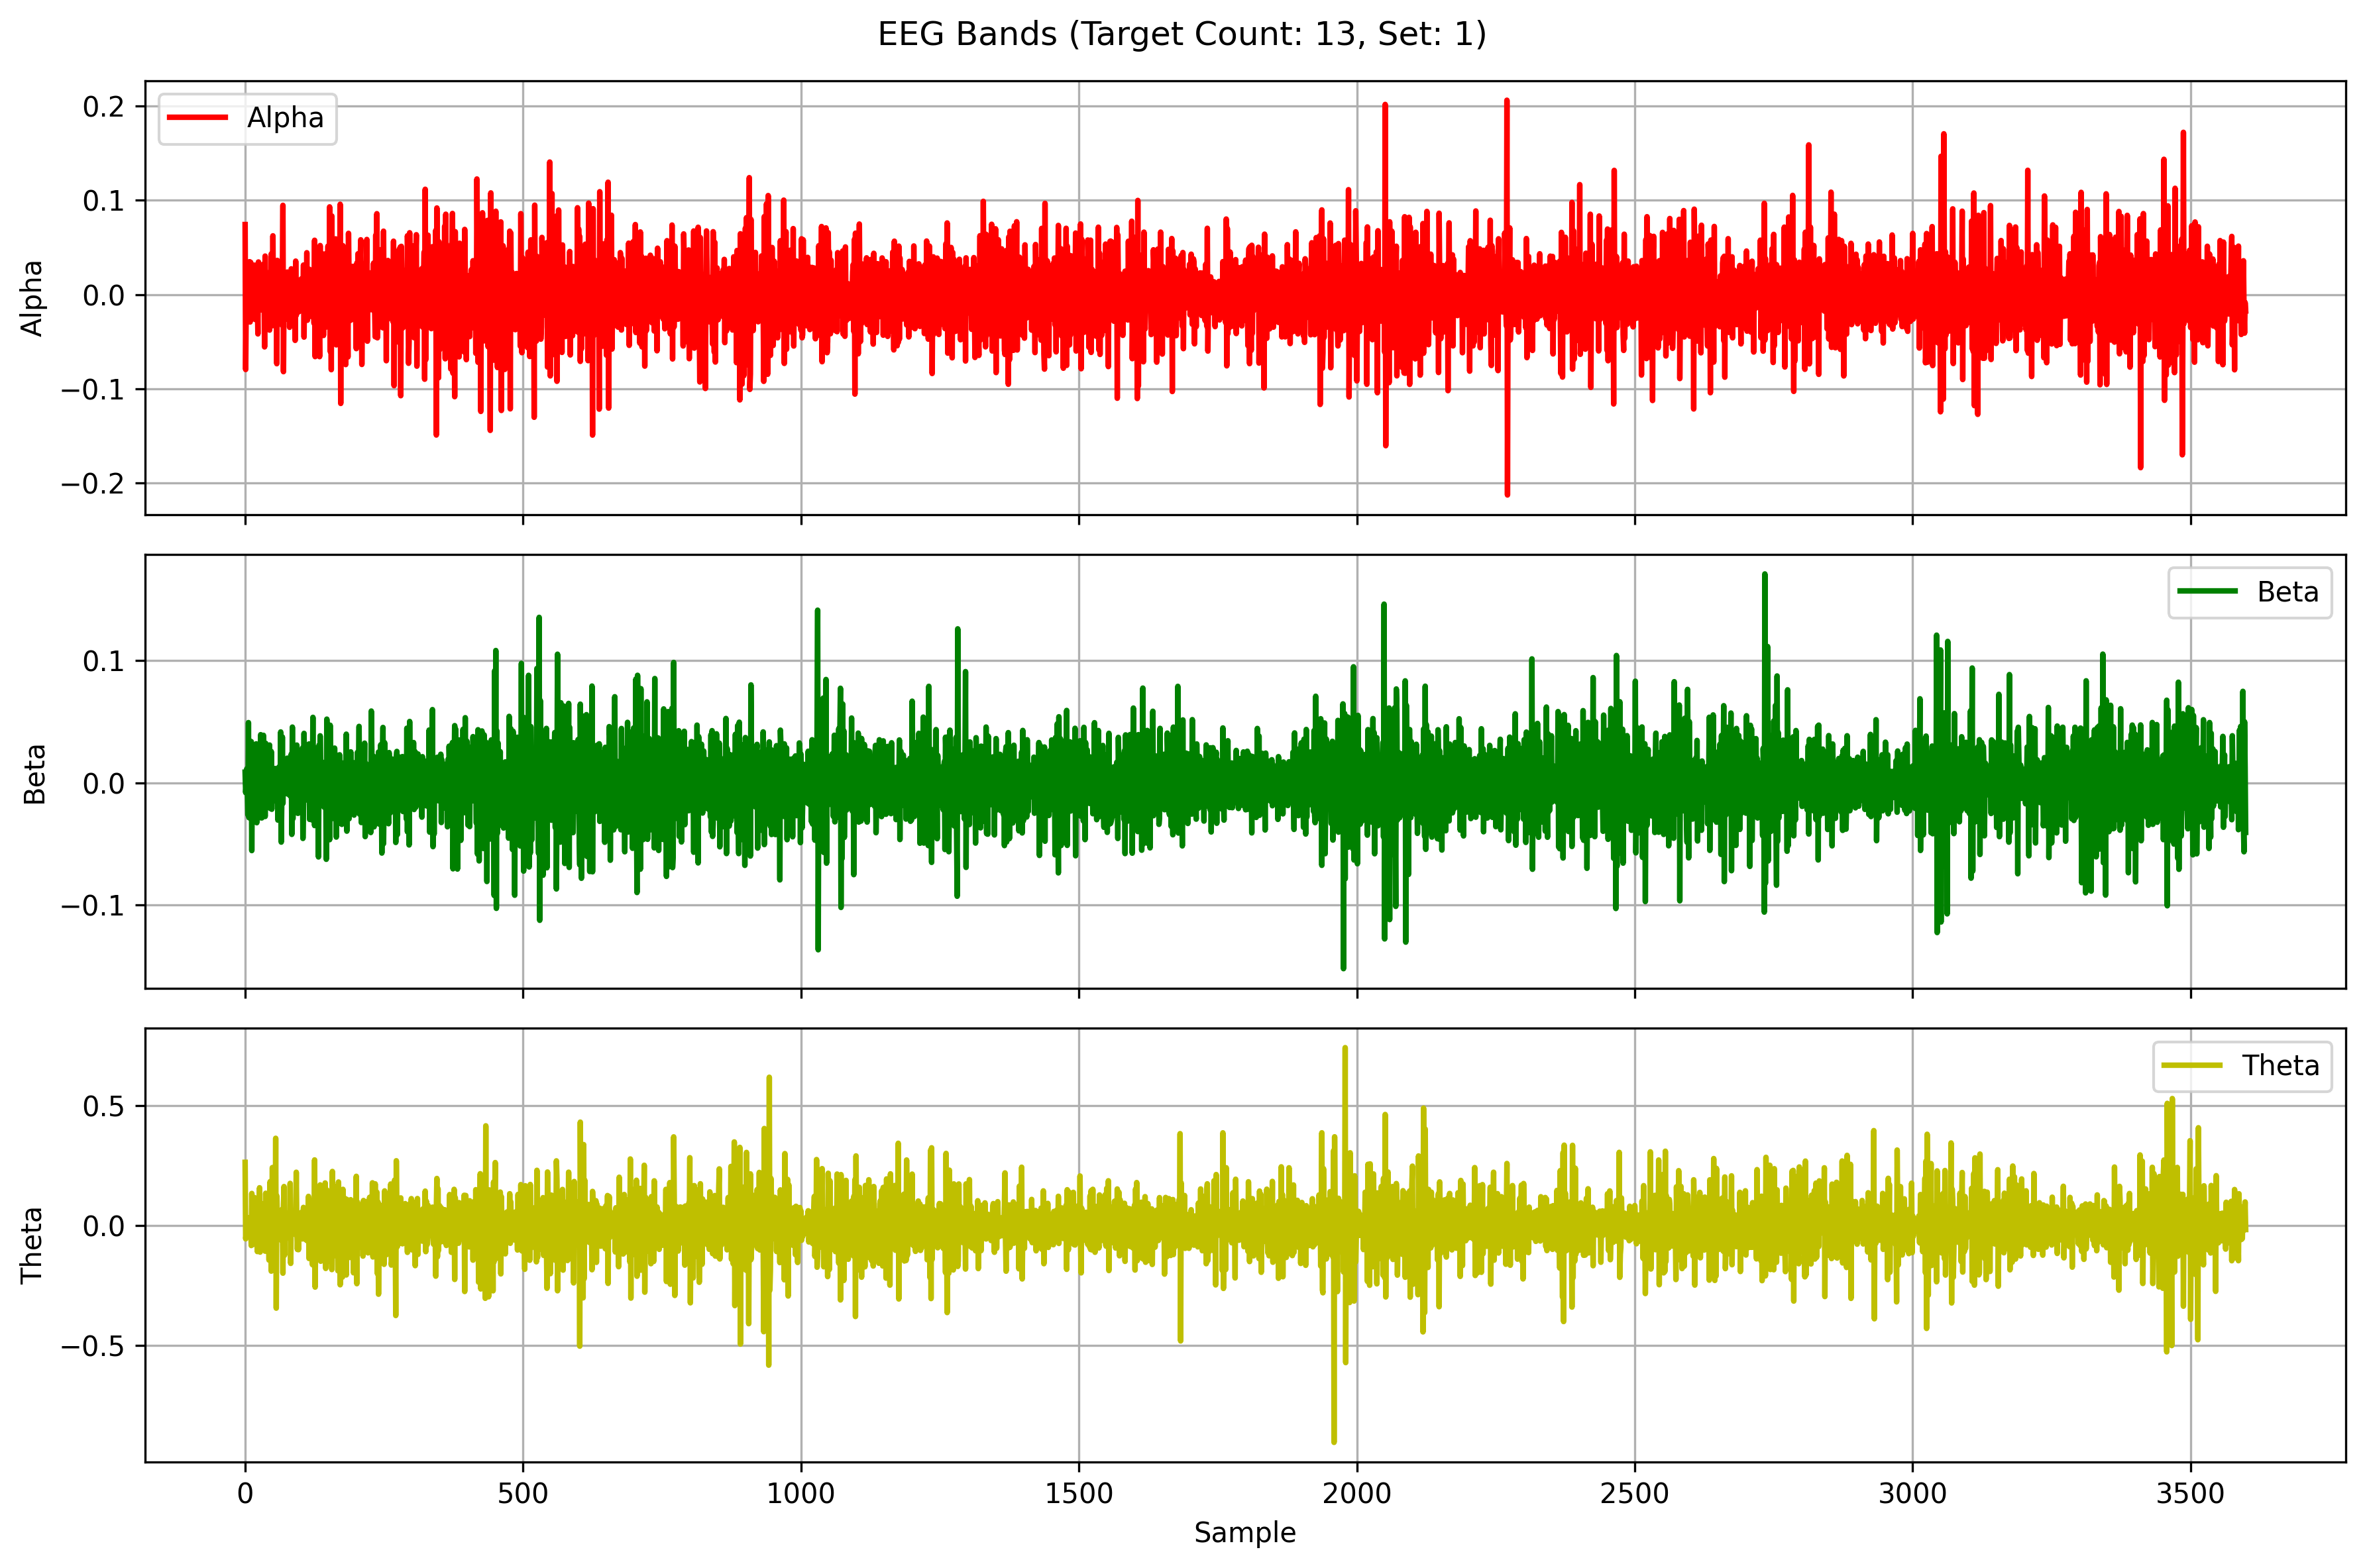 EEG Bands (Target Count: 13, Set: 1)
Alpha
0.2
0.1
0.0
−0.1
−0.2
Alpha
Beta
0.1
0.0
−0.1
Beta
Theta
0.5
0.0
−0.5
Theta
0 500 1000 1500 2000 2500 3000 3500
Sample